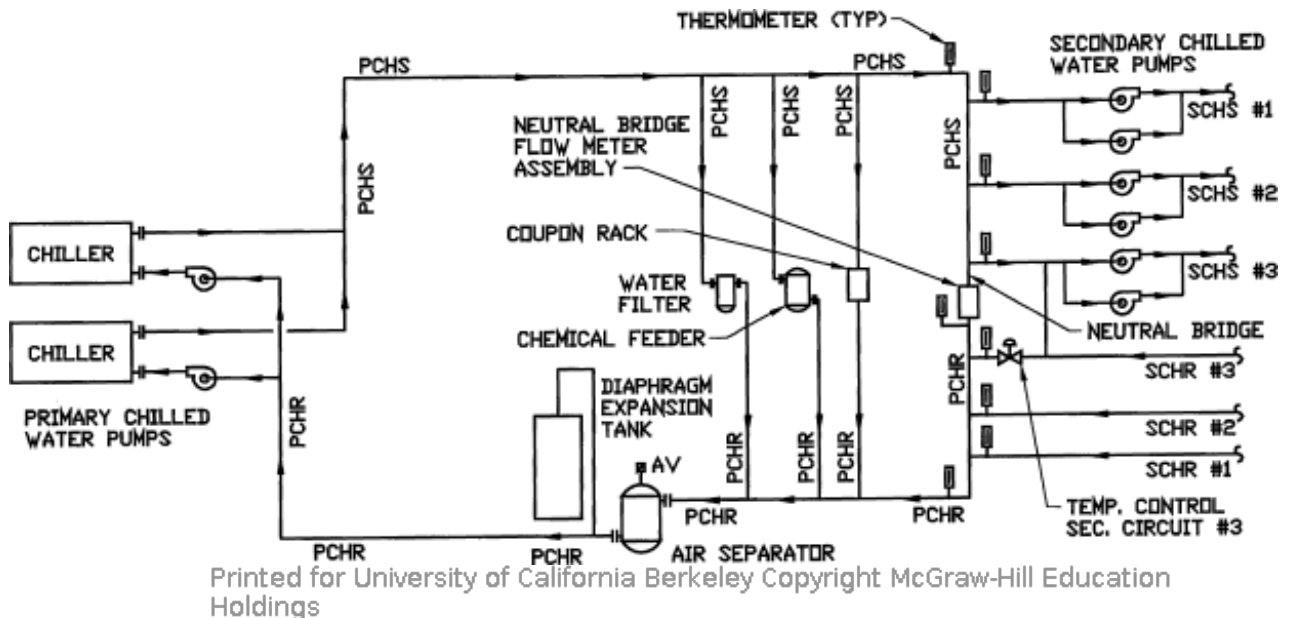 THERMOMETER (TYP)
SECONDARY CHILLED
WATER PUMPS
PCHS
PCHS
SCHS #1
NEUTRAL BRIDGE
FLOW METER
ASSEMBLY
PCHS
PCHS
PCHS
PCHS
PCHS
SCHS #2
COUPON RACK
CHILLER
SCHS #3
WATER
FILTER
NEUTRAL BRIDGE
CHEMICAL FEEDER
CHILLER
SCHR #3
PRIMARY CHILLED
WATER PUMPS
PCHR
DIAPHRAGM
EXPANSION
TANK
PCHR
SCHR #2
PCHR
PCHR
PCHR
SCHR #1
AV
PCHR
PCHR
TEMP. CONTROL
SEC. CIRCUIT #3
PCHR
PCHR
AIR SEPARATOR
Printed for University of California Berkeley Copyright McGraw-Hill Education
Holdings